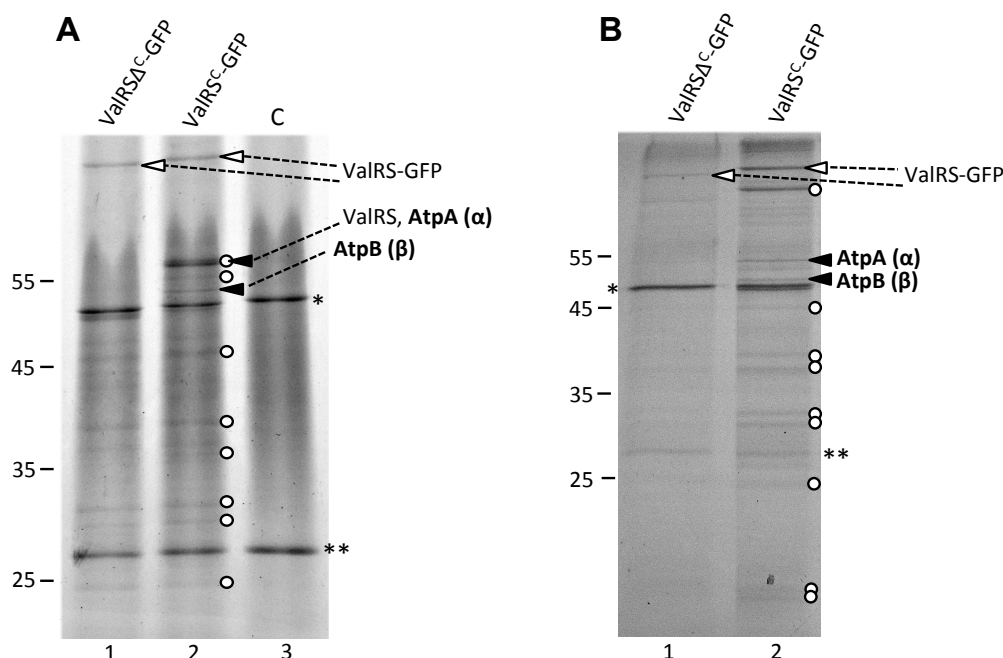 A
ValRSΔᶜ-GFP
ValRSᶜ-GFP
C
ValRS-GFP
ValRS, AtpA (α)
AtpB (β)
55
*
45
35
**
25
1 2 3
B
ValRSΔᶜ-GFP
ValRSᶜ-GFP
ValRS-GFP
55
AtpA (α)
AtpB (β)
*
45
35
**
25
1 2